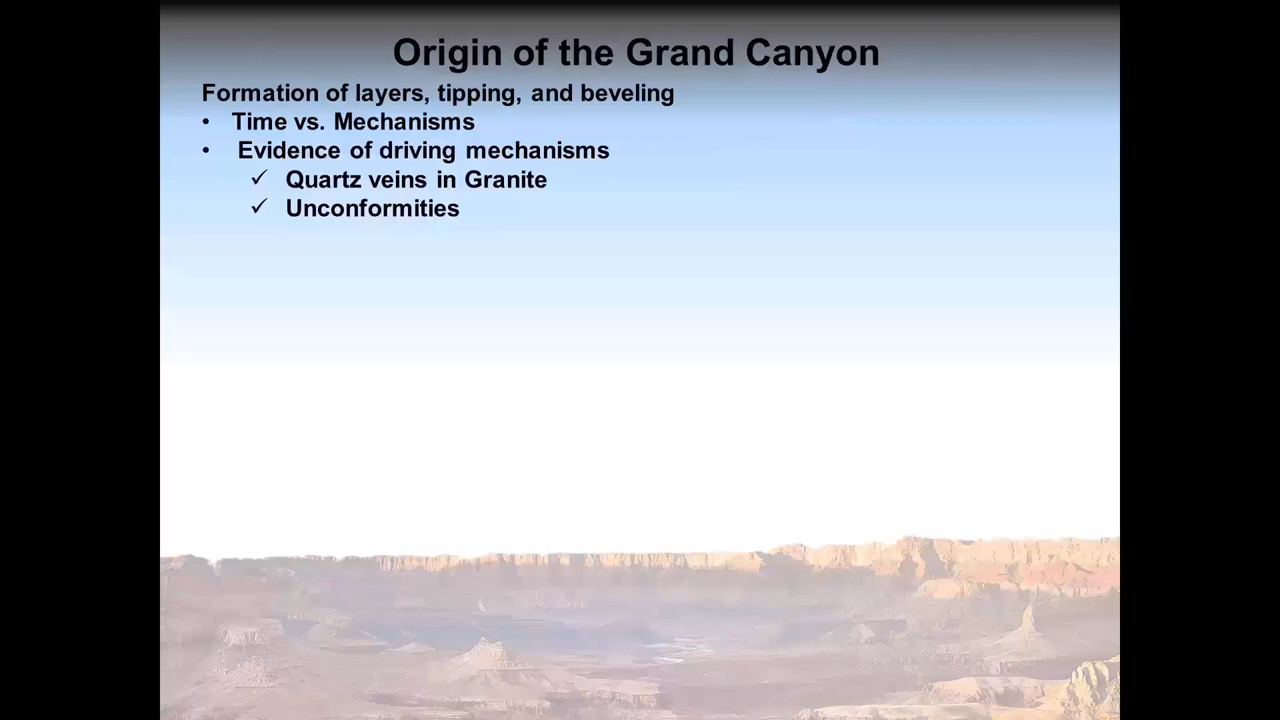 Origin of the Grand Canyon
Formation of layers, tipping, and beveling
• Time vs. Mechanisms
• Evidence of driving mechanisms
✓ Quartz veins in Granite
✓ Unconformities